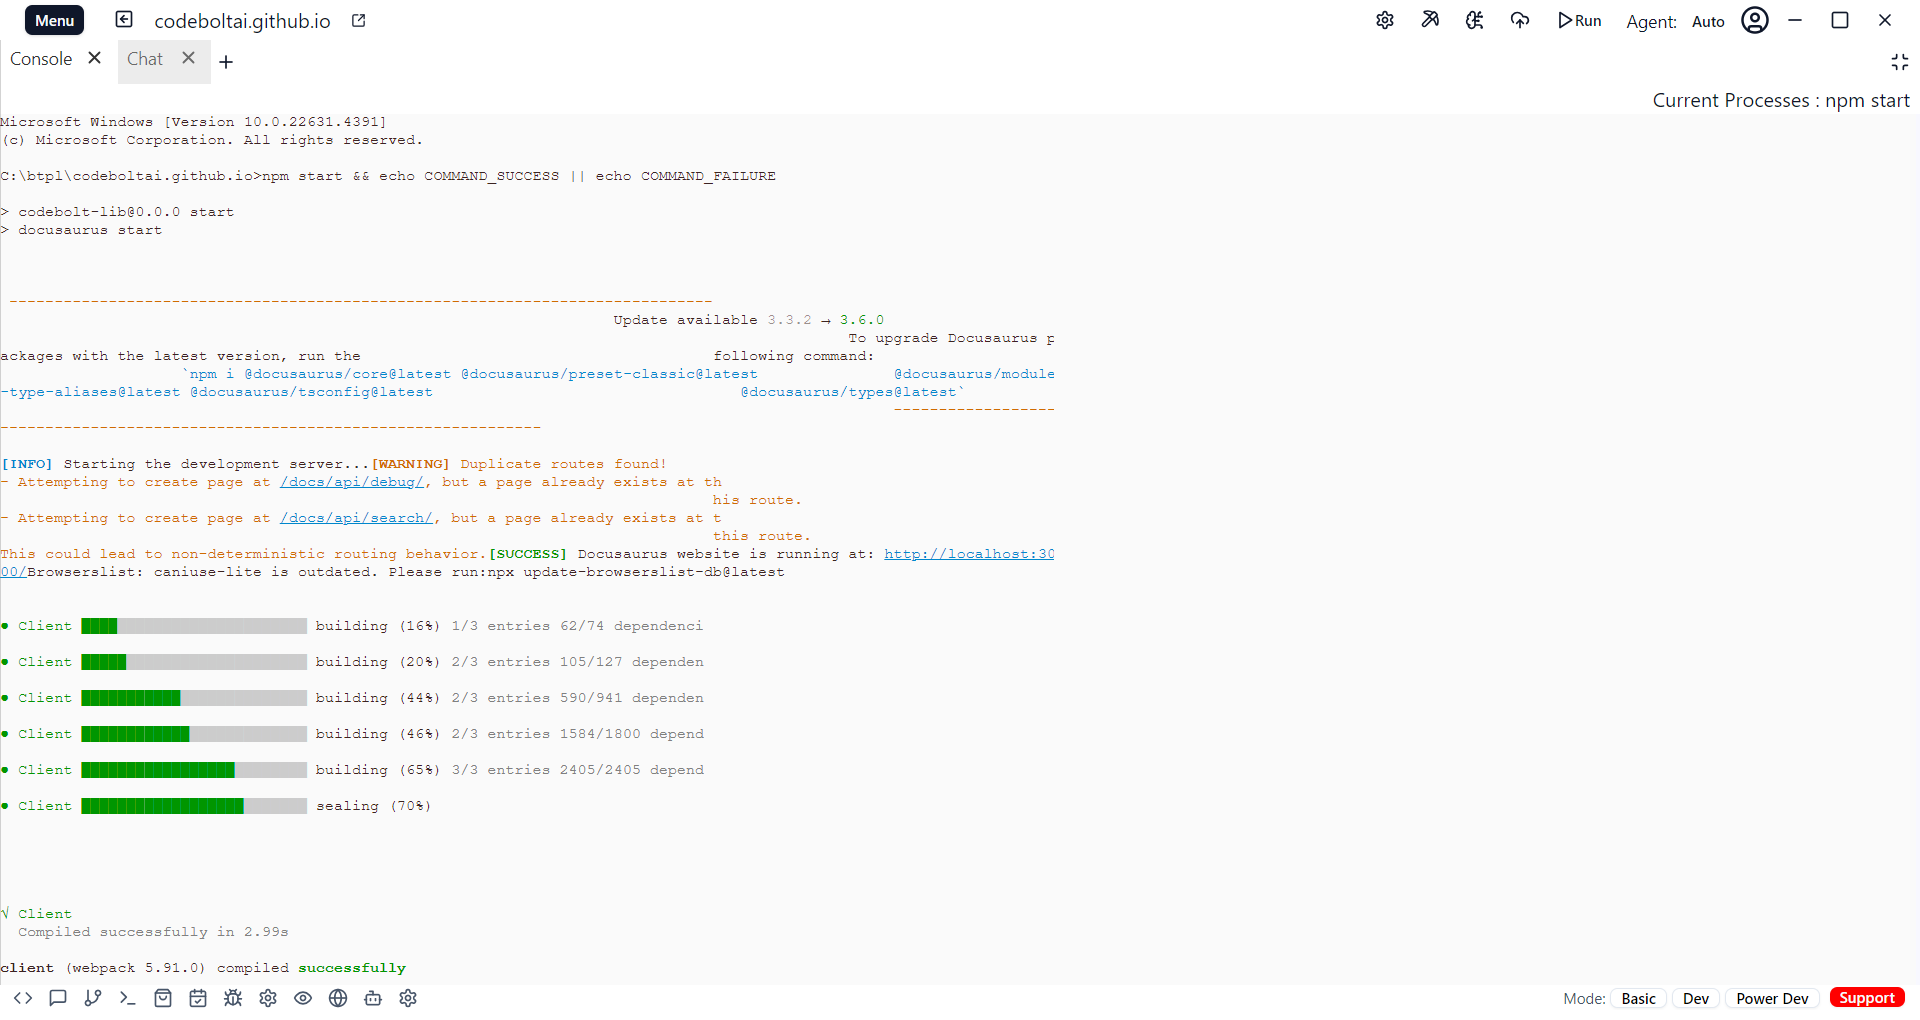 Menu codeboltai.github.io Run Agent: Auto
Console Chat
Current Processes : npm start
Microsoft Windows [Version 10.0.22631.4391]
(c) Microsoft Corporation. All rights reserved.
C:\btpl\codeboltai.github.io>npm start && echo COMMAND_SUCCESS || echo COMMAND_FAILURE
> codebolt-lib@0.0.0 start
> docusaurus start
------------------------------------------------------------------------------
Update available 3.3.2 → 3.6.0
To upgrade Docusaurus p
ackages with the latest version, run the following command:
`npm i @docusaurus/core@latest @docusaurus/preset-classic@latest @docusaurus/module
-type-aliases@latest @docusaurus/tsconfig@latest @docusaurus/types@latest`
------------------
------------------------------------------------------------
[INFO] Starting the development server...[WARNING] Duplicate routes found!
- Attempting to create page at /docs/api/debug/, but a page already exists at th
his route.
- Attempting to create page at /docs/api/search/, but a page already exists at t
this route.
This could lead to non-deterministic routing behavior.[SUCCESS] Docusaurus website is running at: http://localhost:30
00/Browserslist: caniuse-lite is outdated. Please run:npx update-browserslist-db@latest
● Client building (16%) 1/3 entries 62/74 dependenci
● Client building (20%) 2/3 entries 105/127 dependen
● Client building (44%) 2/3 entries 590/941 dependen
● Client building (46%) 2/3 entries 1584/1800 depend
● Client building (65%) 3/3 entries 2405/2405 depend
● Client sealing (70%)
√ Client
Compiled successfully in 2.99s
client (webpack 5.91.0) compiled successfully
Mode: Basic Dev Power Dev Support